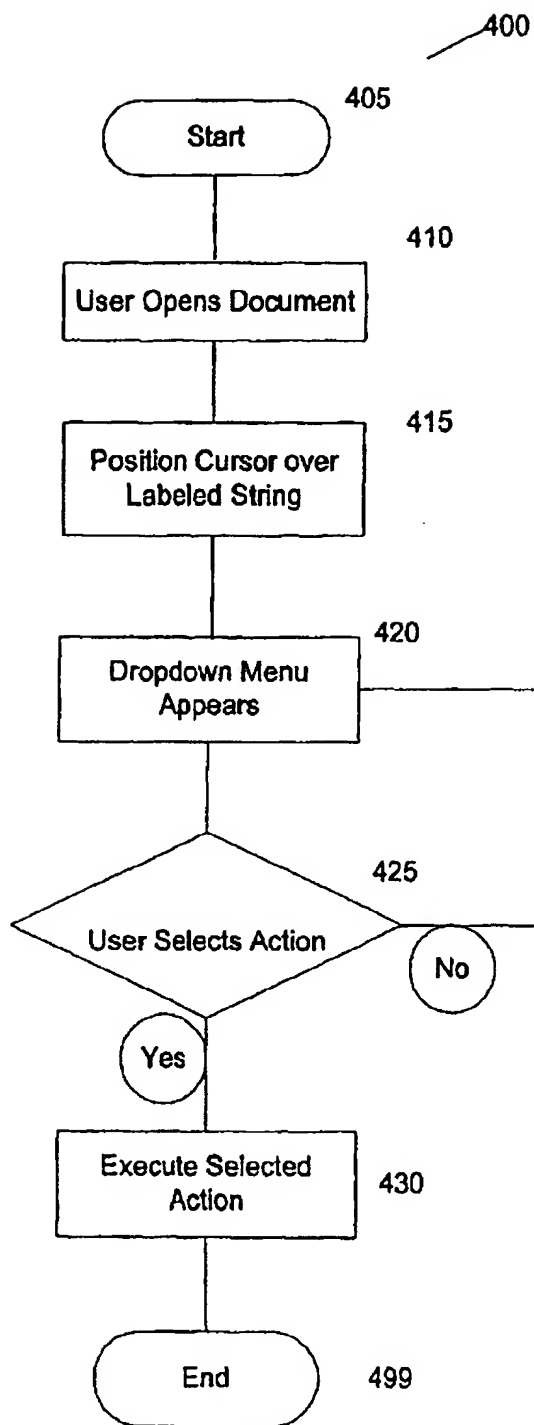 400
405
Start
410
User Opens Document
415
Position Cursor over
Labeled String
420
Dropdown Menu
Appears
425
User Selects Action
No
Yes
Execute Selected
Action
430
End
499